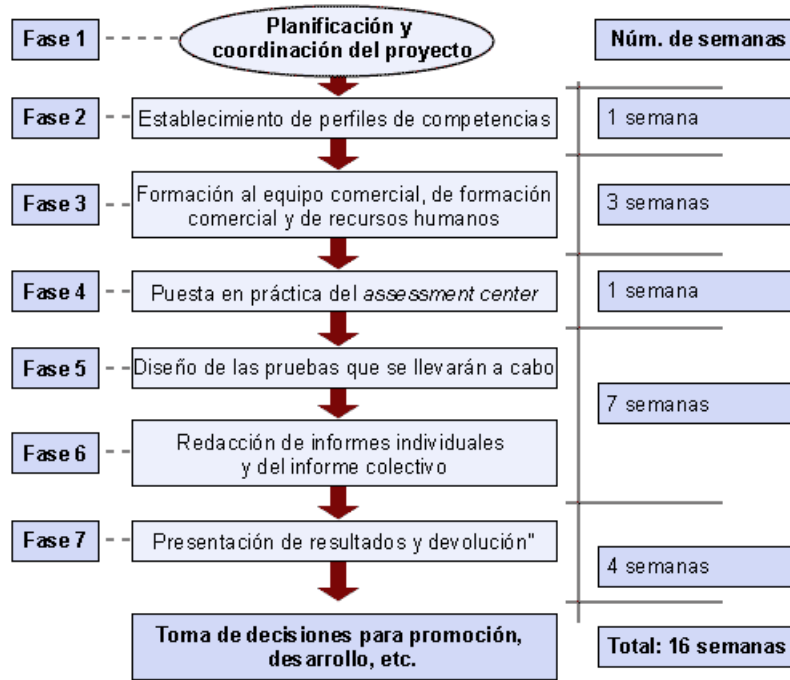 Fase 1
Planificación y
coordinación del proyecto
Núm. de semanas
Fase 2
Establecimiento de perfiles de competencias
1 semana
Fase 3
Formación al equipo comercial, de formación
comercial y de recursos humanos
3 semanas
Fase 4
Puesta en práctica del assessment center
1 semana
Fase 5
Diseño de las pruebas que se llevarán a cabo
7 semanas
Fase 6
Redacción de informes individuales
y del informe colectivo
Fase 7
Presentación de resultados y devolución"
4 semanas
Toma de decisiones para promoción,
desarrollo, etc.
Total: 16 semanas